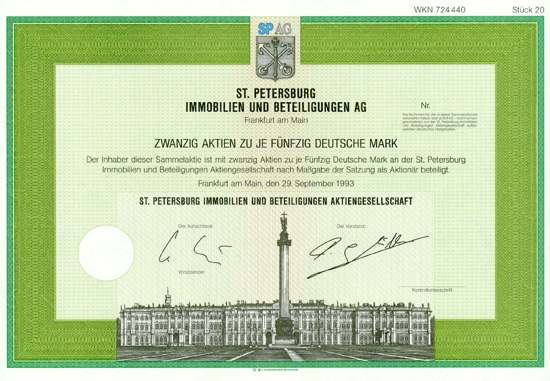 WKN 724440
Stück 20
SPAG
ST. PETERSBURG
IMMOBILIEN UND BETEILIGUNGEN AG
Frankfurt am Main
Nr.
ZWANZIG AKTIEN ZU JE FÜNFZIG DEUTSCHE MARK
Der Inhaber dieser Sammelaktie ist mit zwanzig Aktien zu je Fünfzig Deutsche Mark an der St. Petersburg
Immobilien und Beteiligungen Aktiengesellschaft nach Maßgabe der Satzung als Aktionär beteiligt.
Frankfurt am Main, den 29. September 1993
ST. PETERSBURG IMMOBILIEN UND BETEILIGUNGEN AKTIENGESELLSCHAFT
Der Aufsichtsrat.
Der Vorstand.
Vorsitzender
Kontrollunterschrift